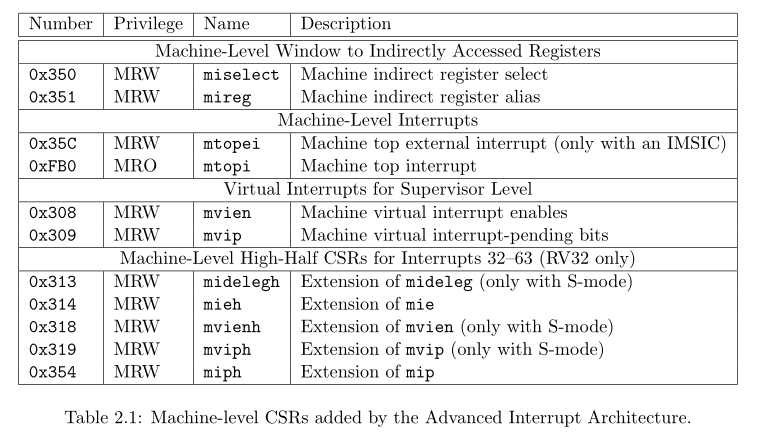 Number Privilege Name Description
Machine-Level Window to Indirectly Accessed Registers
0x350 MRW miselect Machine indirect register select
0x351 MRW mireg Machine indirect register alias
Machine-Level Interrupts
0x35C MRW mtopei Machine top external interrupt (only with an IMSIC)
0xFB0 MRO mtopi Machine top interrupt
Virtual Interrupts for Supervisor Level
0x308 MRW mvien Machine virtual interrupt enables
0x309 MRW mvip Machine virtual interrupt-pending bits
Machine-Level High-Half CSRs for Interrupts 32–63 (RV32 only)
0x313 MRW midelegh Extension of mideleg (only with S-mode)
0x314 MRW mieh Extension of mie
0x318 MRW mvienh Extension of mvien (only with S-mode)
0x319 MRW mviph Extension of mvip (only with S-mode)
0x354 MRW miph Extension of mip
Table 2.1: Machine-level CSRs added by the Advanced Interrupt Architecture.